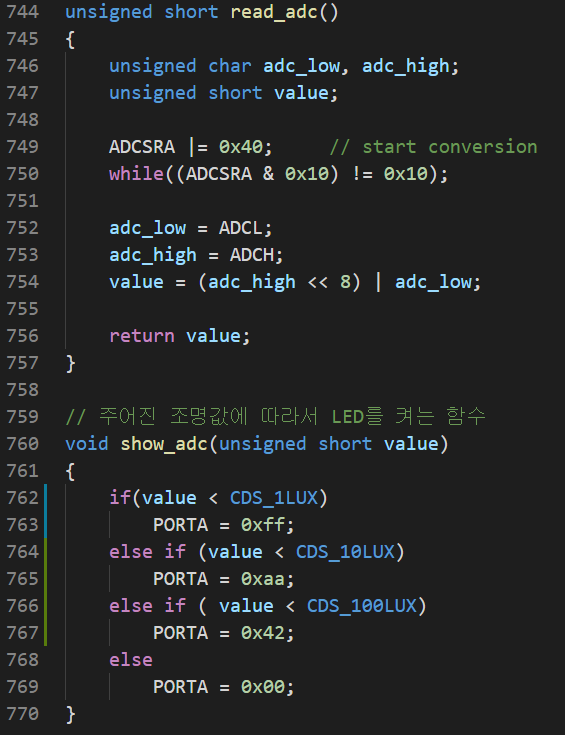 744 unsigned short read_adc()
745 {
746     unsigned char adc_low, adc_high;
747     unsigned short value;
748
749     ADCSRA |= 0x40;     // start conversion
750     while((ADCSRA & 0x10) != 0x10);
751
752     adc_low = ADCL;
753     adc_high = ADCH;
754     value = (adc_high << 8) | adc_low;
755
756     return value;
757 }
758
759 // 주어진 조명값에 따라서 LED를 켜는 함수
760 void show_adc(unsigned short value)
761 {
762     if(value < CDS_1LUX)
763         PORTA = 0xff;
764     else if (value < CDS_10LUX)
765         PORTA = 0xaa;
766     else if ( value < CDS_100LUX)
767         PORTA = 0x42;
768     else
769         PORTA = 0x00;
770 }